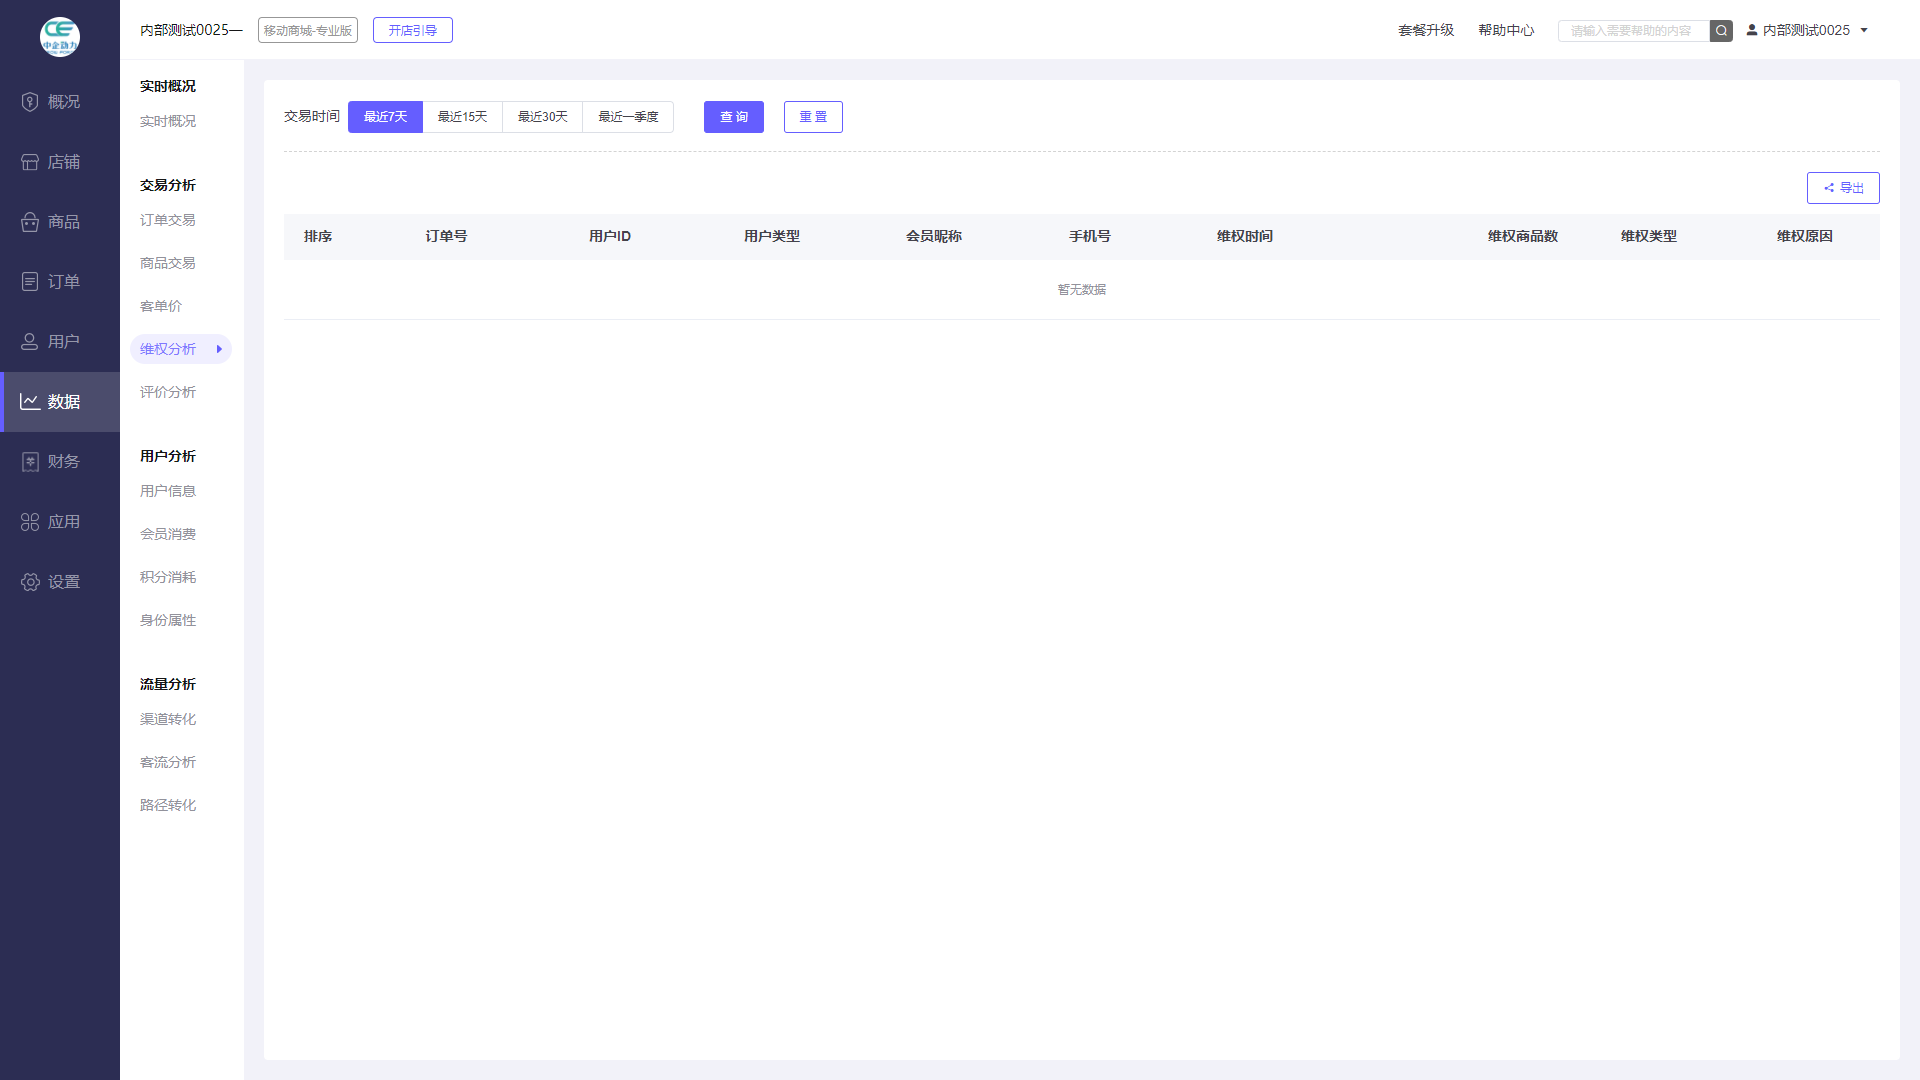 内部测试0025一
移动商城-专业版
开店引导
套餐升级
帮助中心
请输入需要帮助的内容
内部测试0025
中企动力
概况
店铺
商品
订单
用户
数据
财务
应用
设置
实时概况
实时概况
交易分析
订单交易
商品交易
客单价
维权分析
评价分析
用户分析
用户信息
会员消费
积分消耗
身份属性
流量分析
渠道转化
客流分析
路径转化
交易时间
最近7天
最近15天
最近30天
最近一季度
查 询
重 置
导出
排序 订单号 用户ID 用户类型 会员昵称 手机号 维权时间 维权商品数 维权类型 维权原因
暂无数据